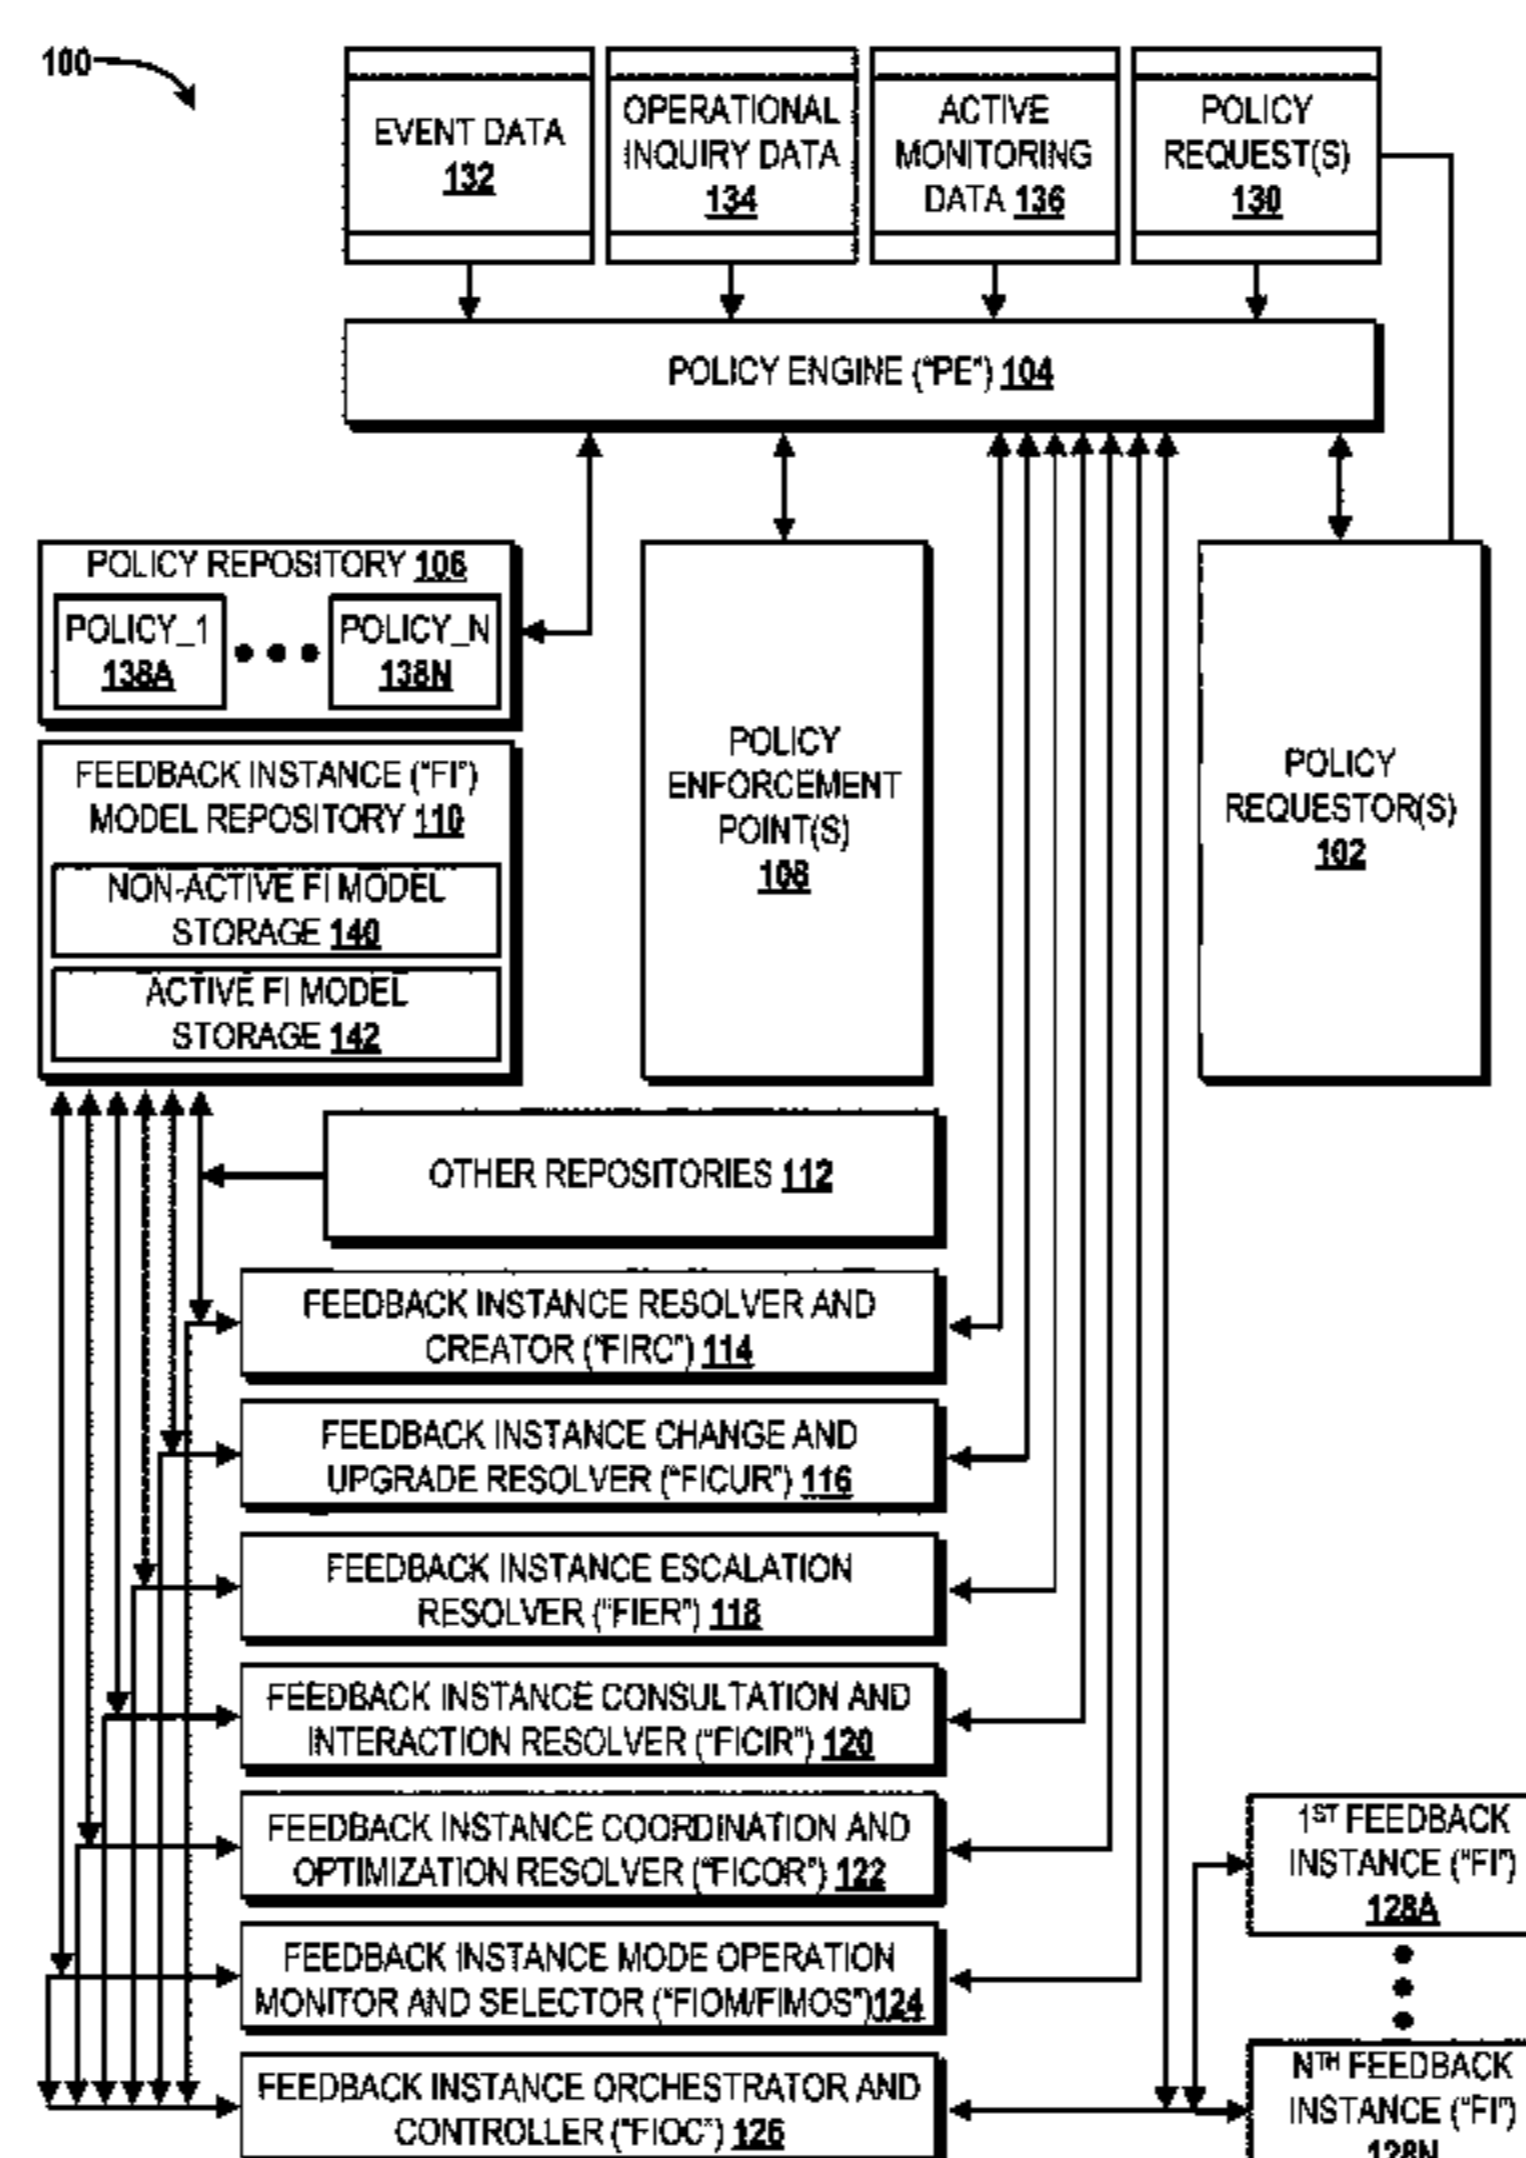 100
EVENT DATA
132
OPERATIONAL
INQUIRY DATA
134
ACTIVE
MONITORING
DATA 136
POLICY
REQUEST(S)
130
POLICY ENGINE ("PE") 104
POLICY REPOSITORY 106
POLICY_1
138A
POLICY_N
138N
FEEDBACK INSTANCE ("FI")
MODEL REPOSITORY 110
NON-ACTIVE FI MODEL
STORAGE 140
ACTIVE FI MODEL
STORAGE 142
POLICY
ENFORCEMENT
POINT(S)
108
POLICY
REQUESTOR(S)
102
OTHER REPOSITORIES 112
FEEDBACK INSTANCE RESOLVER AND
CREATOR ("FIRC") 114
FEEDBACK INSTANCE CHANGE AND
UPGRADE RESOLVER ("FICUR") 116
FEEDBACK INSTANCE ESCALATION
RESOLVER ("FIER") 118
FEEDBACK INSTANCE CONSULTATION AND
INTERACTION RESOLVER ("FICIR") 120
FEEDBACK INSTANCE COORDINATION AND
OPTIMIZATION RESOLVER ("FICOR") 122
FEEDBACK INSTANCE MODE OPERATION
MONITOR AND SELECTOR ("FIOM/FIMOS")124
FEEDBACK INSTANCE ORCHESTRATOR AND
CONTROLLER ("FIOC") 126
1ST FEEDBACK
INSTANCE ("FI")
128A
NTH FEEDBACK
INSTANCE ("FI")
128N